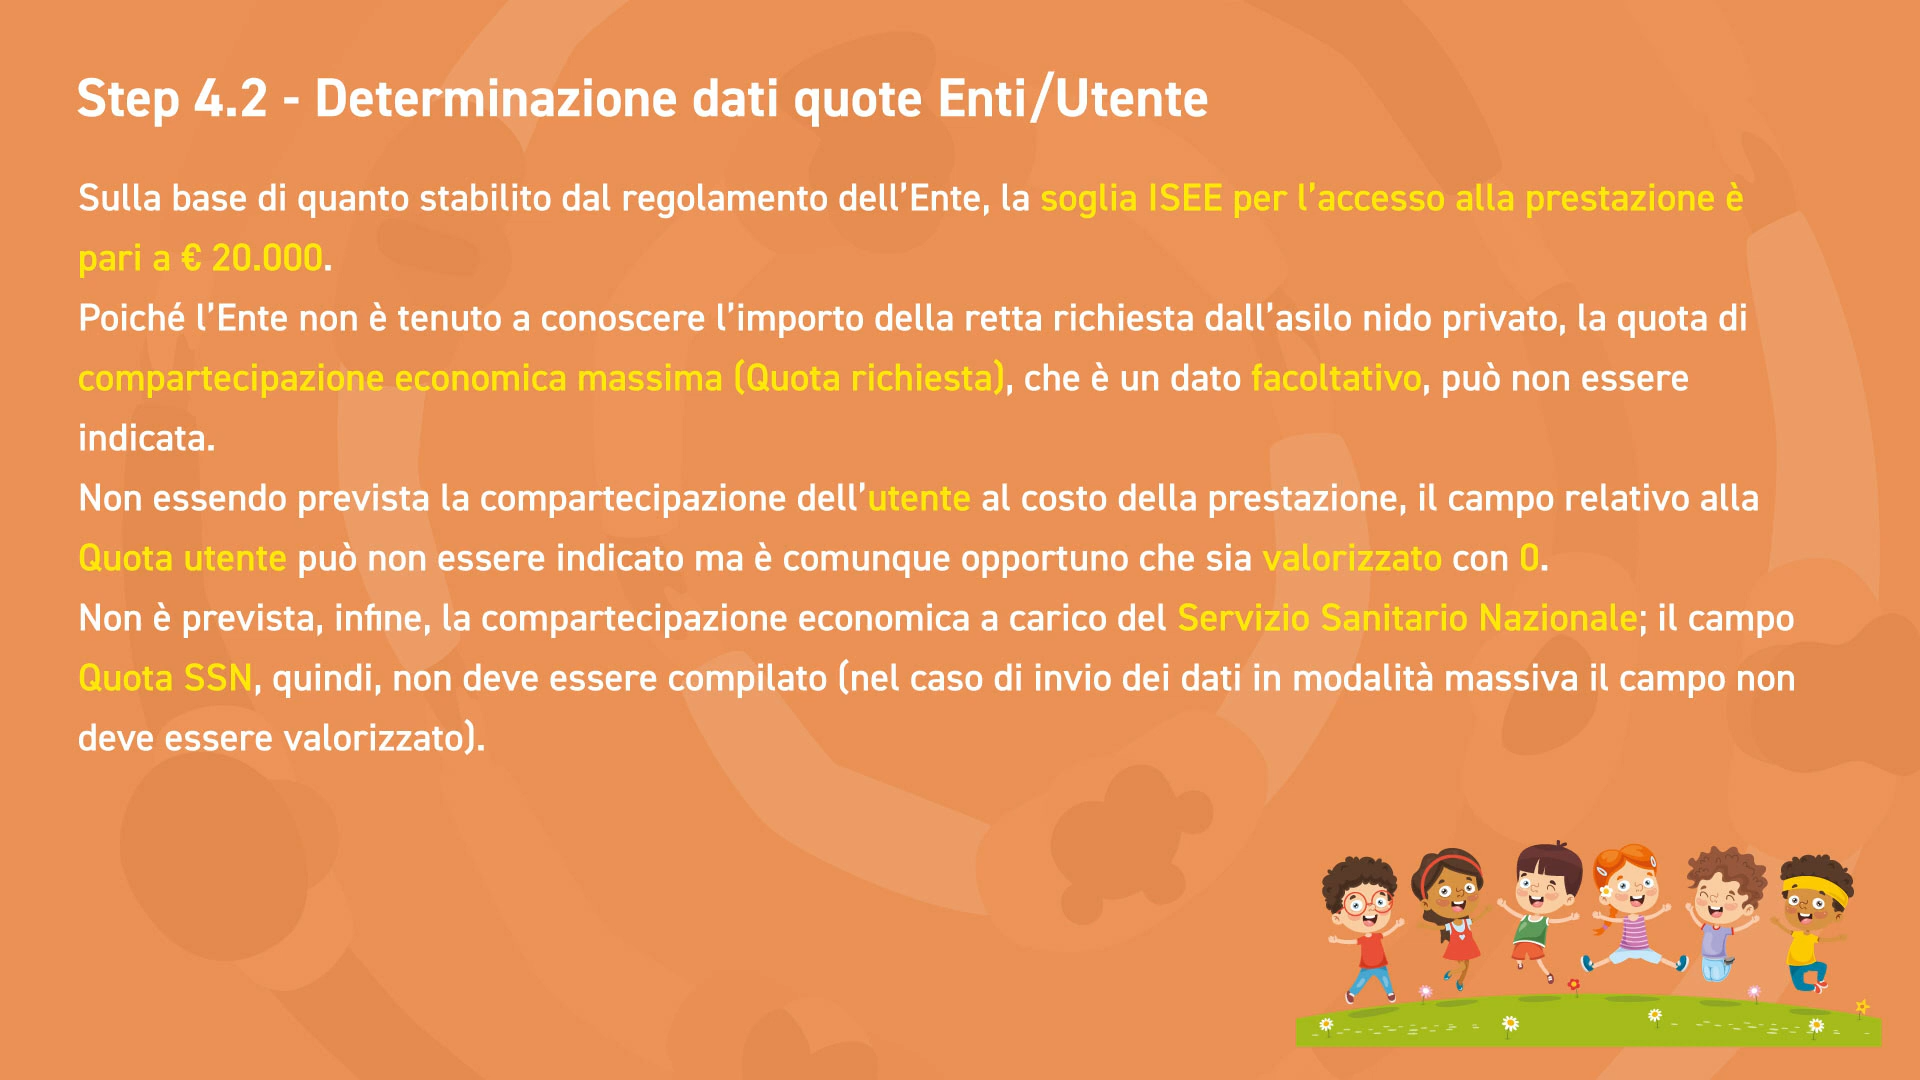 Step 4.2 - Determinazione dati quote Enti/Utente
Sulla base di quanto stabilito dal regolamento dell’Ente, la soglia ISEE per l’accesso alla prestazione è
pari a € 20.000.
Poiché l’Ente non è tenuto a conoscere l’importo della retta richiesta dall’asilo nido privato, la quota di
compartecipazione economica massima (Quota richiesta), che è un dato facoltativo, può non essere
indicata.
Non essendo prevista la compartecipazione dell’utente al costo della prestazione, il campo relativo alla
Quota utente può non essere indicato ma è comunque opportuno che sia valorizzato con 0.
Non è prevista, infine, la compartecipazione economica a carico del Servizio Sanitario Nazionale; il campo
Quota SSN, quindi, non deve essere compilato (nel caso di invio dei dati in modalità massiva il campo non
deve essere valorizzato).